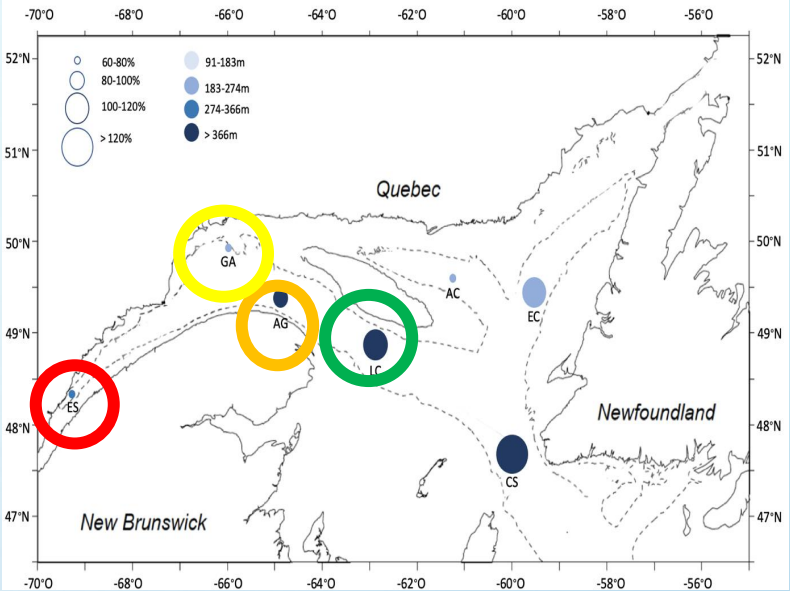 -70°O -68°O -66°O -64°O -62°O -60°O -58°O -56°O
52°N 60-80% 91-183m 52°N
80-100% 183-274m
100-120% 274-366m
> 120% > 366m
51°N 51°N
Quebec
50°N 50°N
GA
AC
EC
AG
49°N 49°N
LC
ES
Newfoundland
48°N 48°N
CS
New Brunswick
47°N 47°N
-70°O -68°O -66°O -64°O -62°O -60°O -58°O -56°O